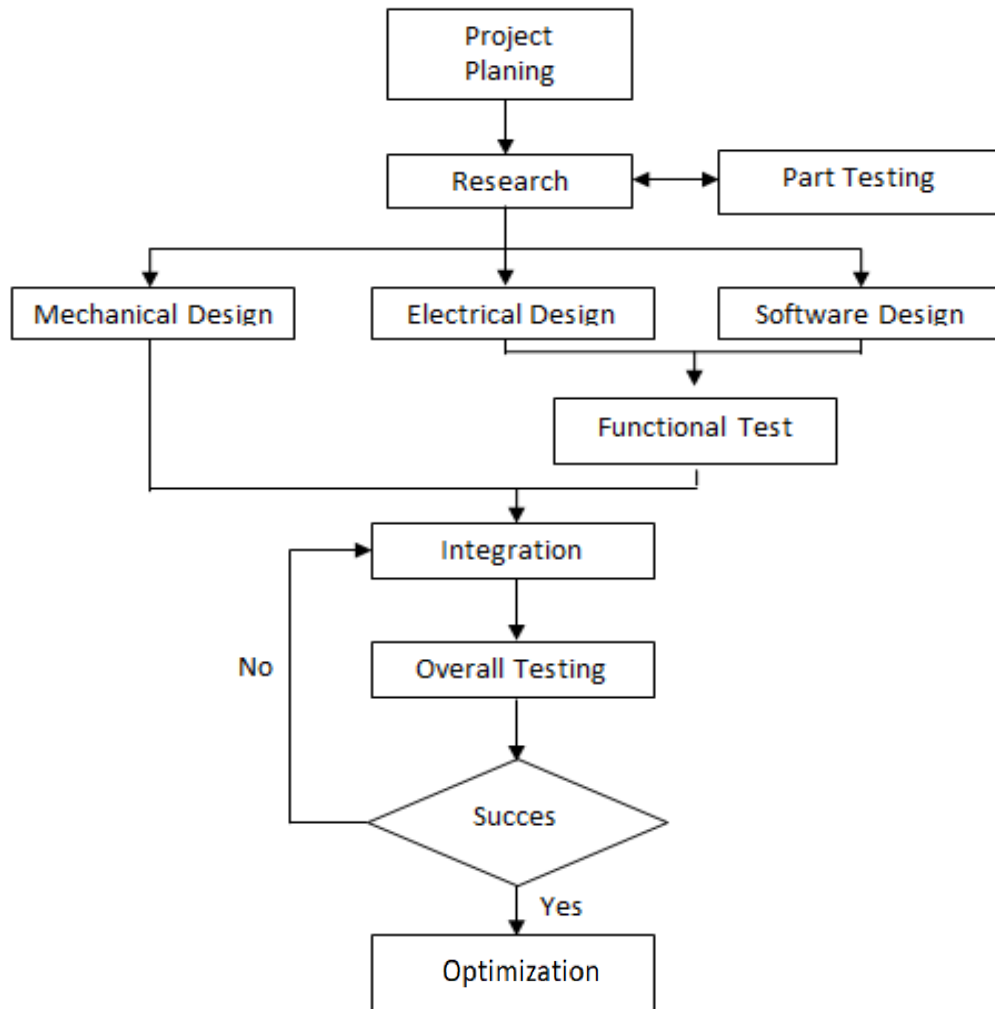 Project
Planing
Research
Part Testing
Mechanical Design
Electrical Design
Software Design
Functional Test
Integration
Overall Testing
No
Succes
Yes
Optimization